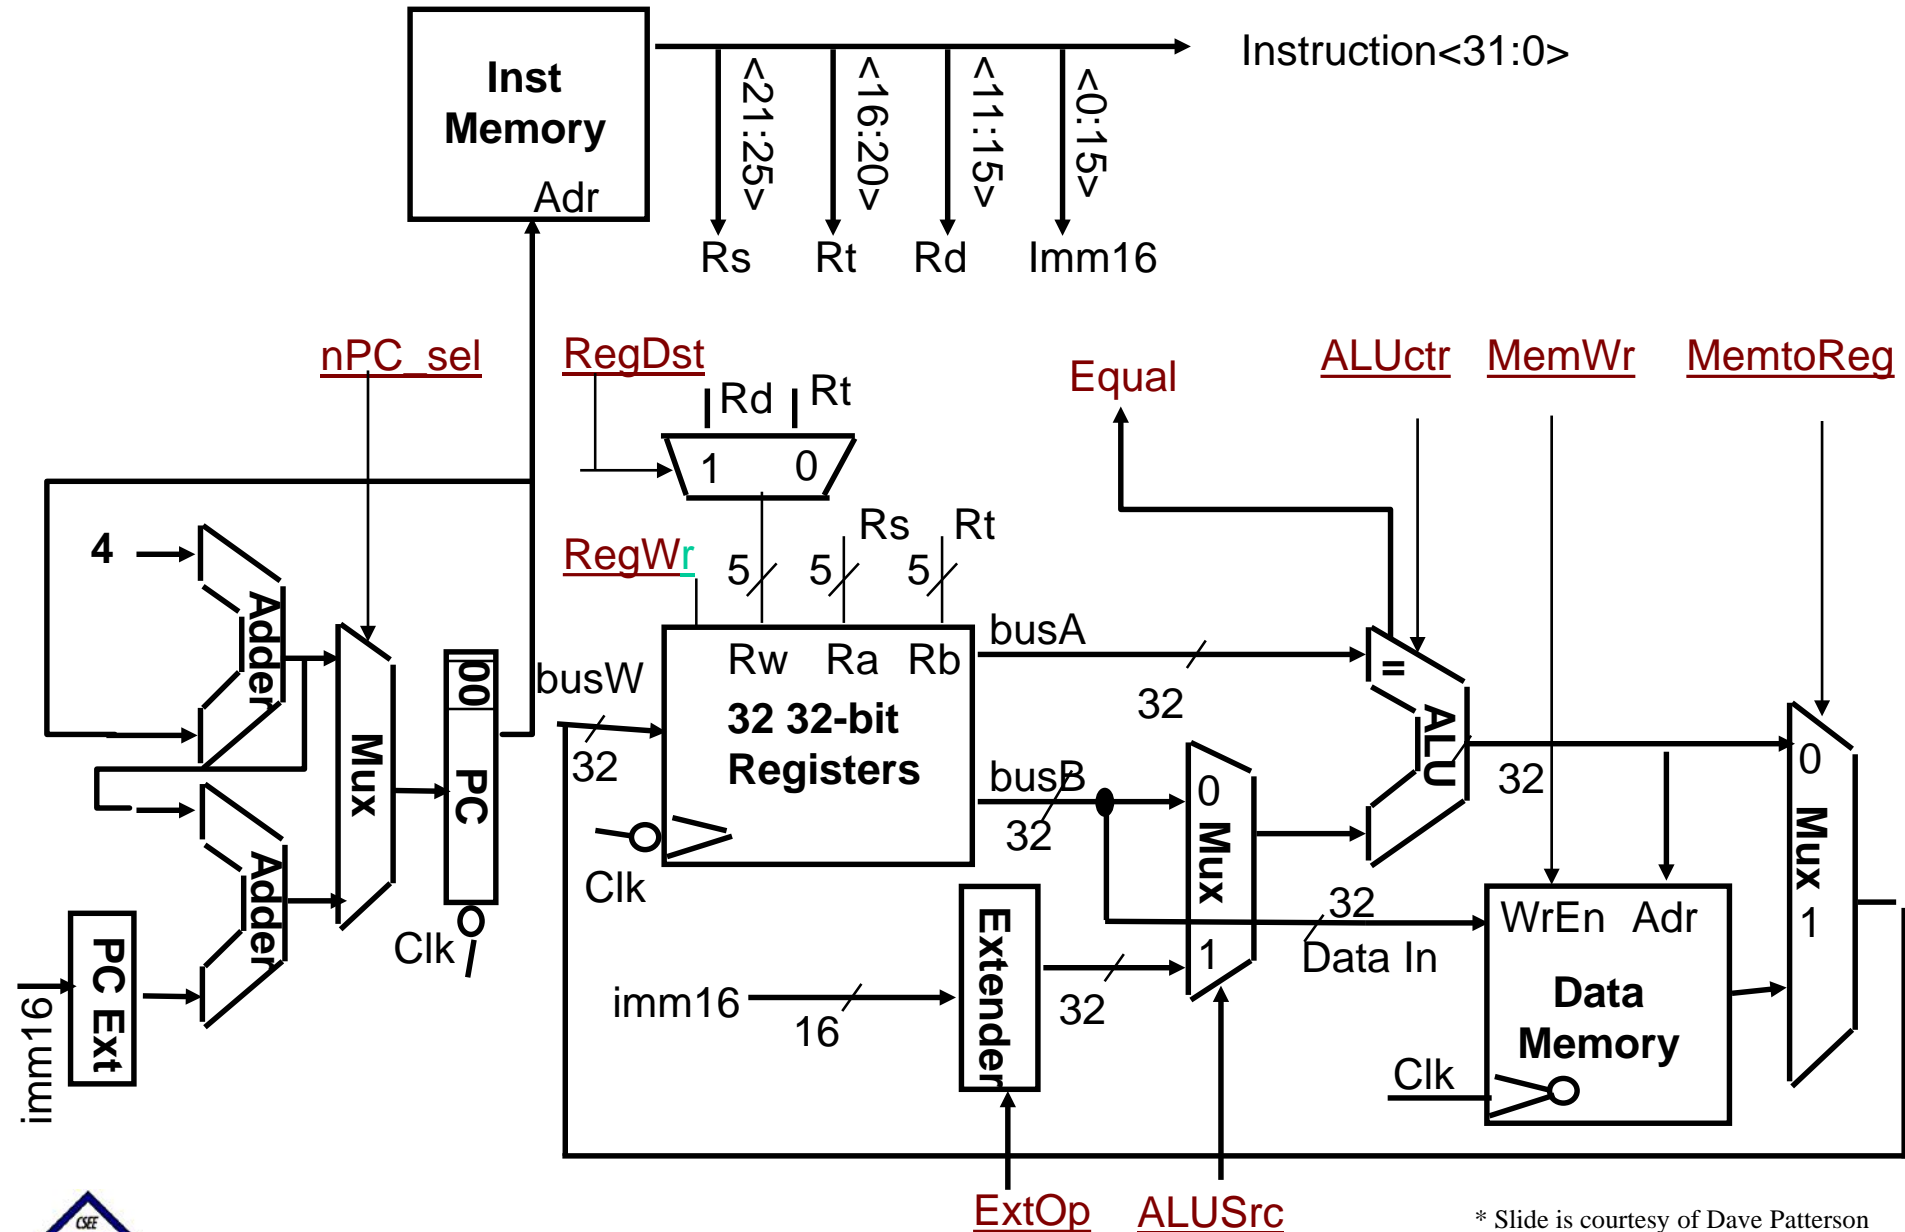 Inst
Memory
Adr
Instruction<31:0>
<21:25>
<16:20>
<11:15>
<0:15>
Rs
Rt
Rd
Imm16
nPC_sel
RegDst
Rd
Rt
1
0
Equal
ALUctr
MemWr
MemtoReg
4
Adder
RegWr
5
5
5
Rs
Rt
busA
32
=
ALU
32
Mux
00
PC
Clk
busW
32
Rw
Ra
Rb
32 32-bit
Registers
Clk
busB
32
0
Mux
1
0
Mux
1
Adder
imm16
PC Ext
imm16
16
Extender
32
32
Data In
WrEn
Adr
Data
Memory
Clk
ExtOp
ALUSrc
CSEE
* Slide is courtesy of Dave Patterson